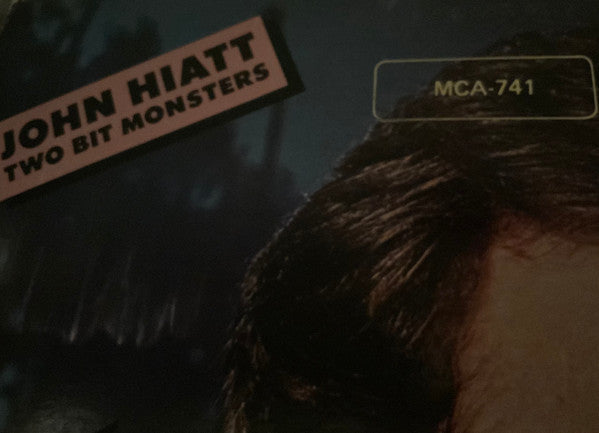 JOHN HIATT
TWO BIT MONSTERS
MCA-741